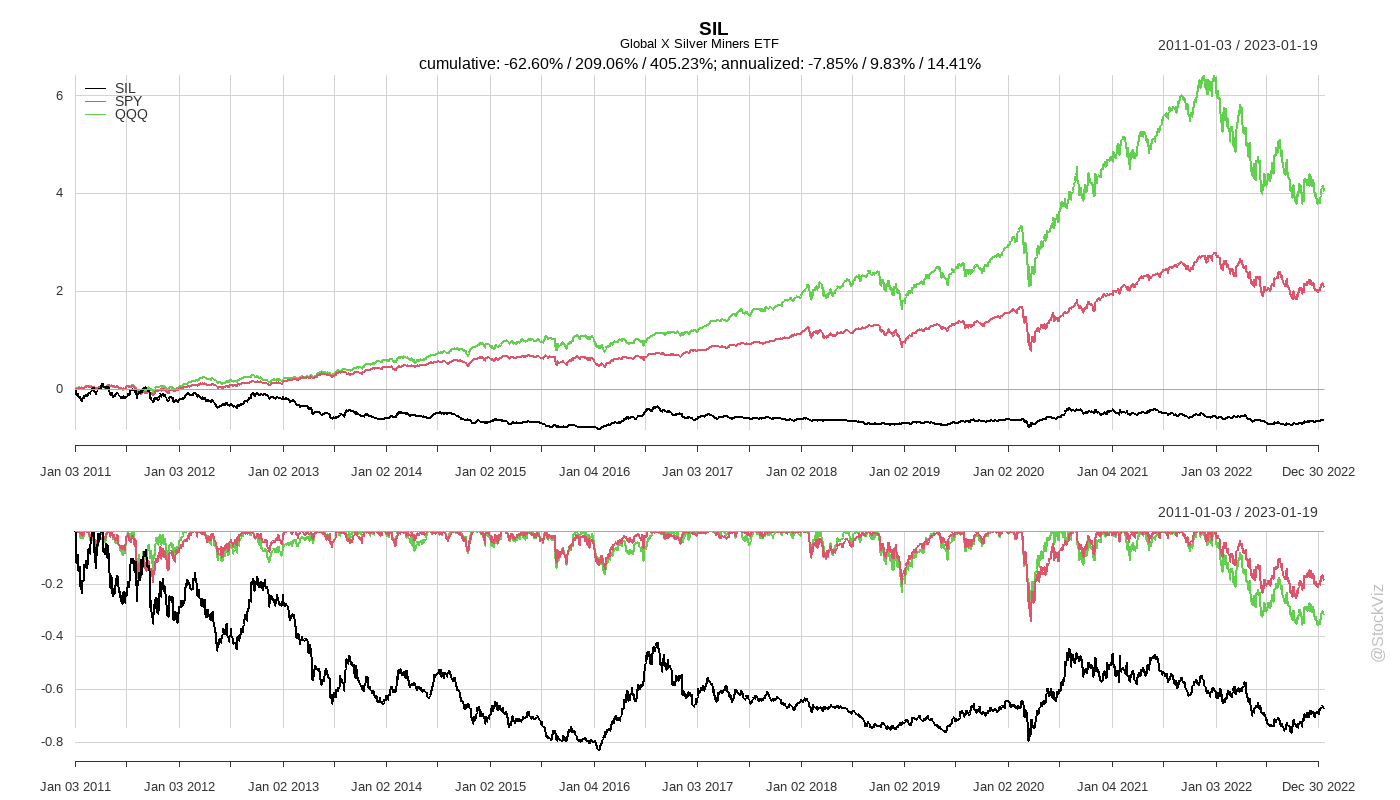 SIL
Global X Silver Miners ETF
2011-01-03 / 2023-01-19
cumulative: -62.60% / 209.06% / 405.23%; annualized: -7.85% / 9.83% / 14.41%
SIL
SPY
QQQ
6
4
2
0
Jan 03 2011 Jan 03 2012 Jan 02 2013 Jan 02 2014 Jan 02 2015 Jan 04 2016 Jan 03 2017 Jan 02 2018 Jan 02 2019 Jan 02 2020 Jan 04 2021 Jan 03 2022 Dec 30 2022
2011-01-03 / 2023-01-19
-0.2
-0.4
-0.6
-0.8
Jan 03 2011 Jan 03 2012 Jan 02 2013 Jan 02 2014 Jan 02 2015 Jan 04 2016 Jan 03 2017 Jan 02 2018 Jan 02 2019 Jan 02 2020 Jan 04 2021 Jan 03 2022 Dec 30 2022
@StockViz